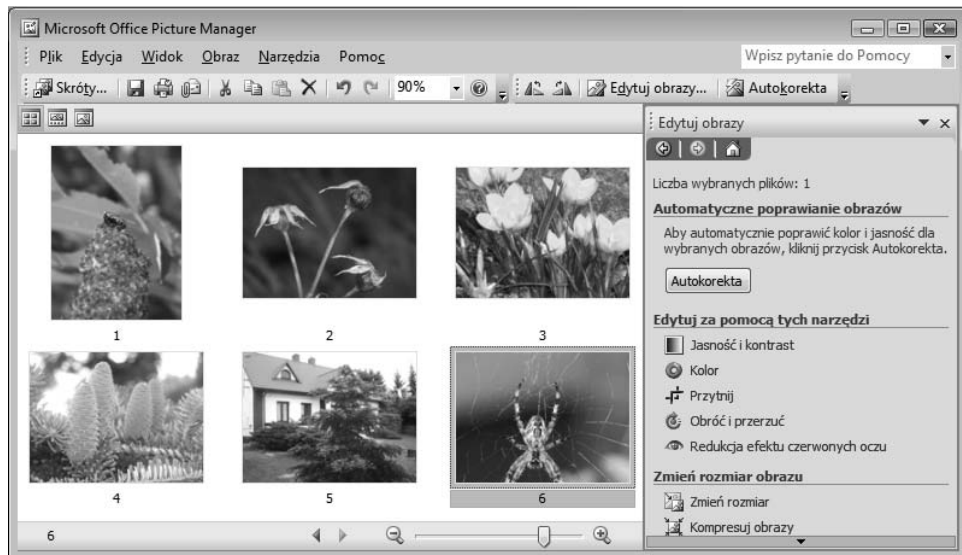 Microsoft Office Picture Manager
Plik Edycja Widok Obraz Narzędzia Pomoc
Wpisz pytanie do Pomocy
Skróty... 90% Edytuj obrazy... Autokorekta
Edytuj obrazy
Liczba wybranych plików: 1
Automatyczne poprawianie obrazów
Aby automatycznie poprawić kolor i jasność dla
wybranych obrazów, kliknij przycisk Autokorekta.
Autokorekta
Edytuj za pomocą tych narzędzi
Jasność i kontrast
Kolor
Przytnij
Obróć i przerzuć
Redukcja efektu czerwonych oczu
Zmień rozmiar obrazu
Zmień rozmiar
Kompresuj obrazy
1 2 3
4 5 6
6